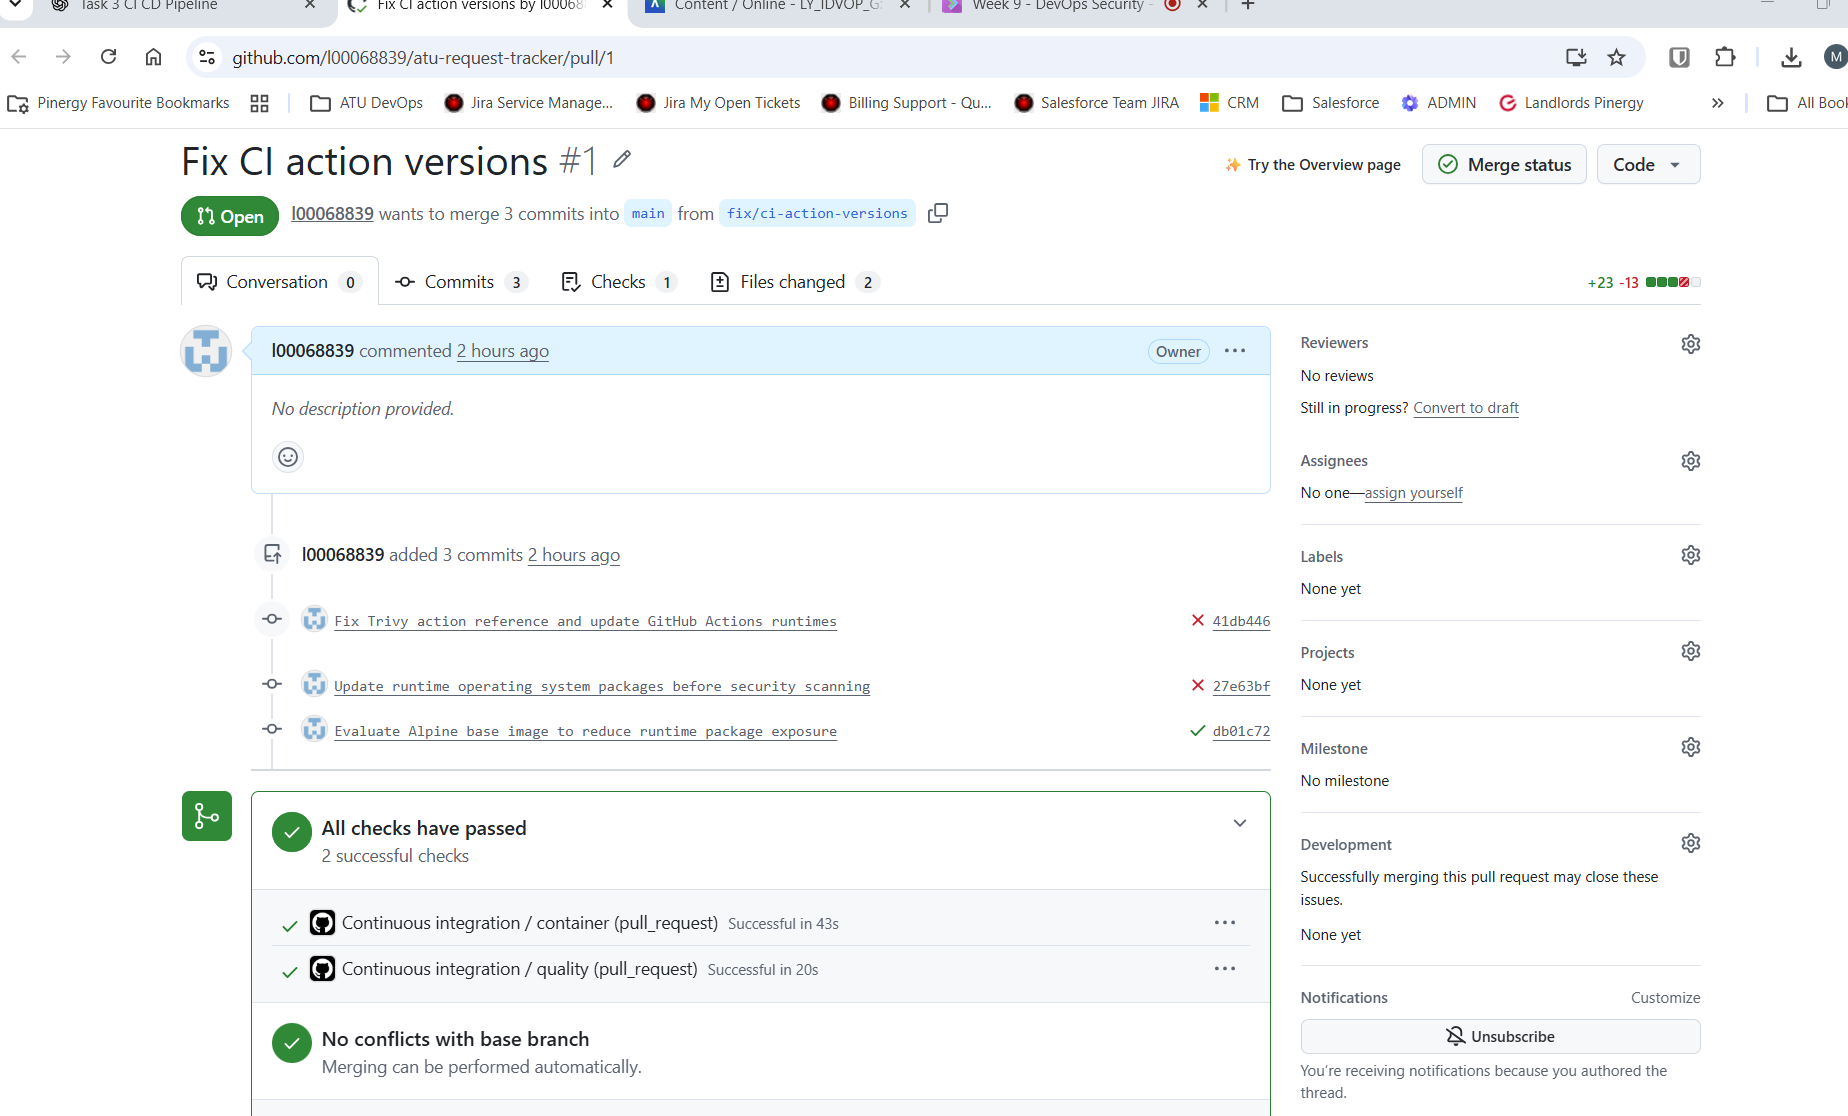 Task 3 CI CD Pipeline
Fix CI action versions by l00068
Content / Online - LY_IDVOP_G
Week 9 - DevOps Security -
github.com/l00068839/atu-request-tracker/pull/1
M
Pinergy Favourite Bookmarks
ATU DevOps
Jira Service Manage...
Jira My Open Tickets
Billing Support - Qu...
Salesforce Team JIRA
CRM
Salesforce
ADMIN
Landlords Pinergy
»
All Boo
Fix CI action versions #1
Try the Overview page
Merge status
Code
Open
l00068839 wants to merge 3 commits into main from fix/ci-action-versions
Conversation 0
Commits 3
Checks 1
Files changed 2
+23 -13
l00068839 commented 2 hours ago
Owner
No description provided.
l00068839 added 3 commits 2 hours ago
Fix Trivy action reference and update GitHub Actions runtimes 41db446
Update runtime operating system packages before security scanning 27e63bf
Evaluate Alpine base image to reduce runtime package exposure db01c72
All checks have passed
2 successful checks
Continuous integration / container (pull_request) Successful in 43s
Continuous integration / quality (pull_request) Successful in 20s
No conflicts with base branch
Merging can be performed automatically.
Reviewers
No reviews
Still in progress? Convert to draft
Assignees
No one—assign yourself
Labels
None yet
Projects
None yet
Milestone
No milestone
Development
Successfully merging this pull request may close these
issues.
None yet
Notifications
Customize
Unsubscribe
You're receiving notifications because you authored the
thread.